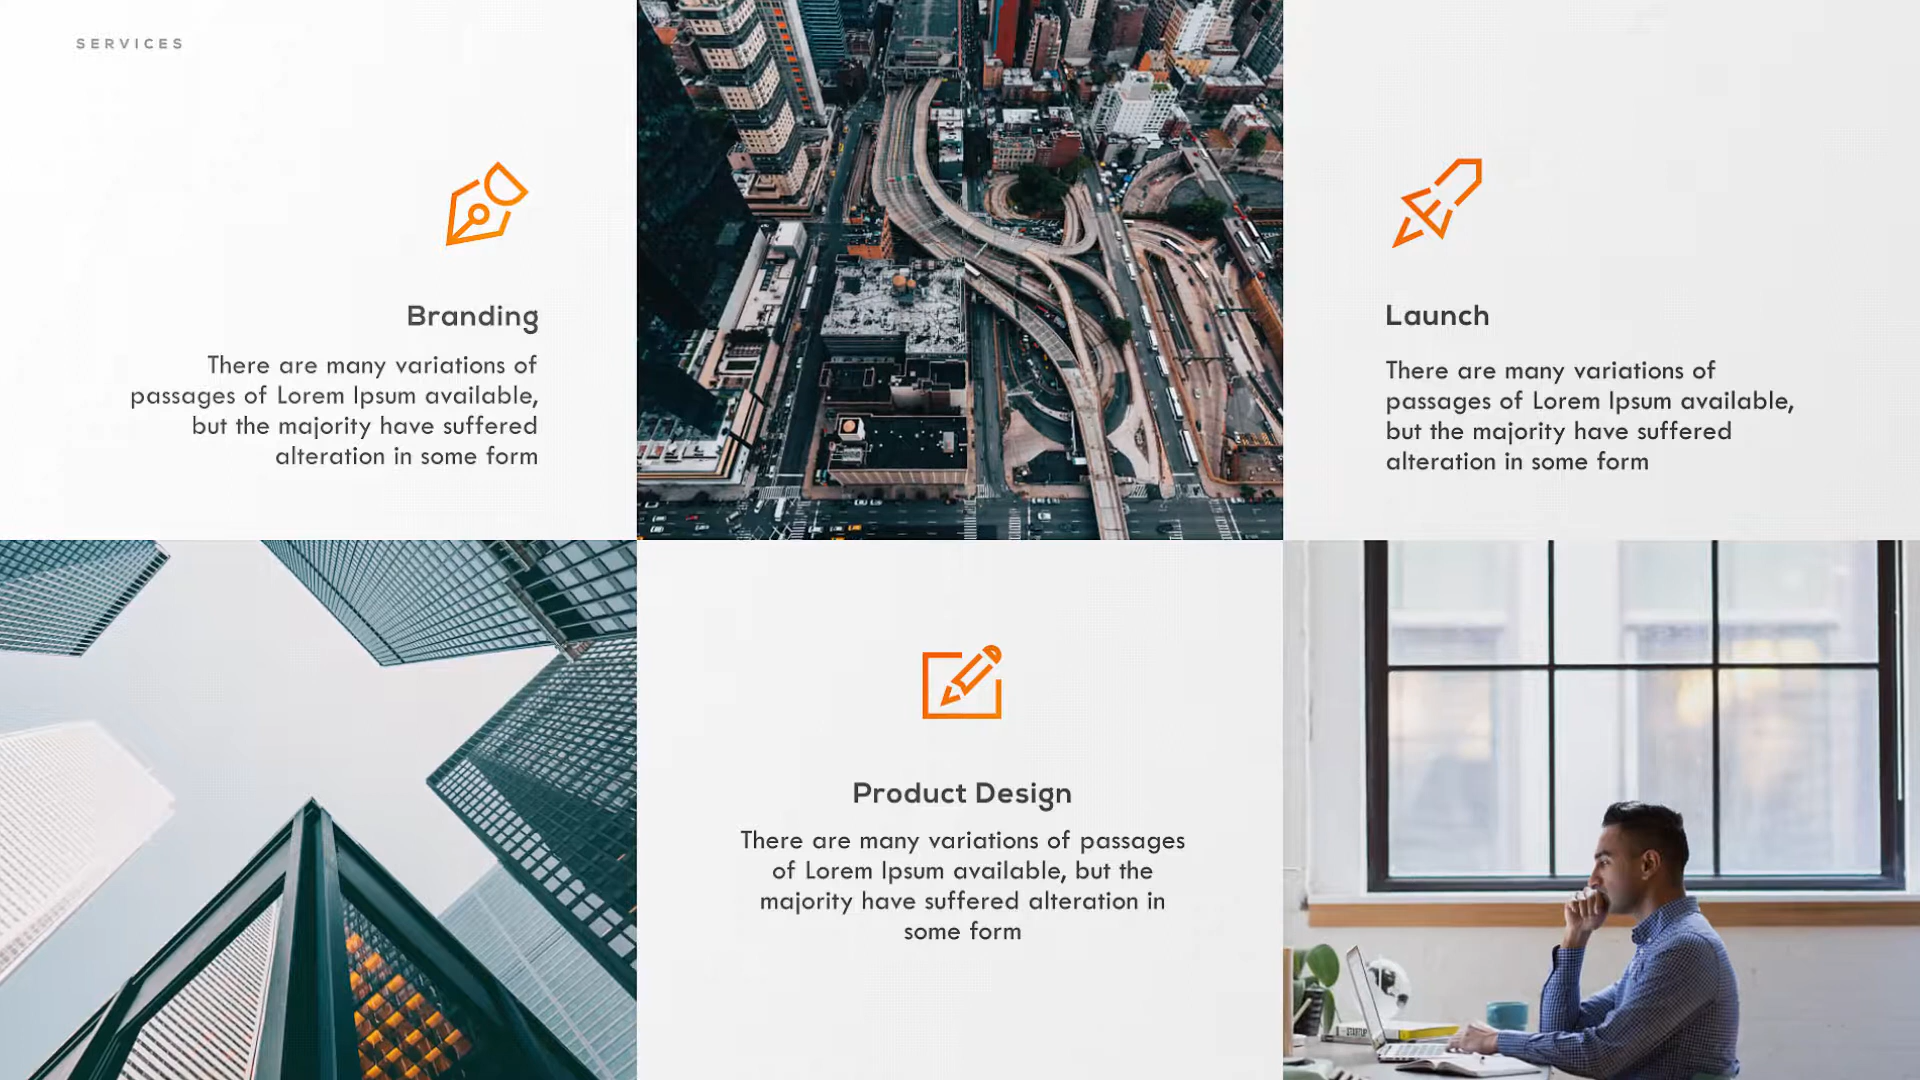 SERVICES
Branding
There are many variations of
passages of Lorem Ipsum available,
but the majority have suffered
alteration in some form
Launch
There are many variations of
passages of Lorem Ipsum available,
but the majority have suffered
alteration in some form
Product Design
There are many variations of passages
of Lorem Ipsum available, but the
majority have suffered alteration in
some form
STARTUP